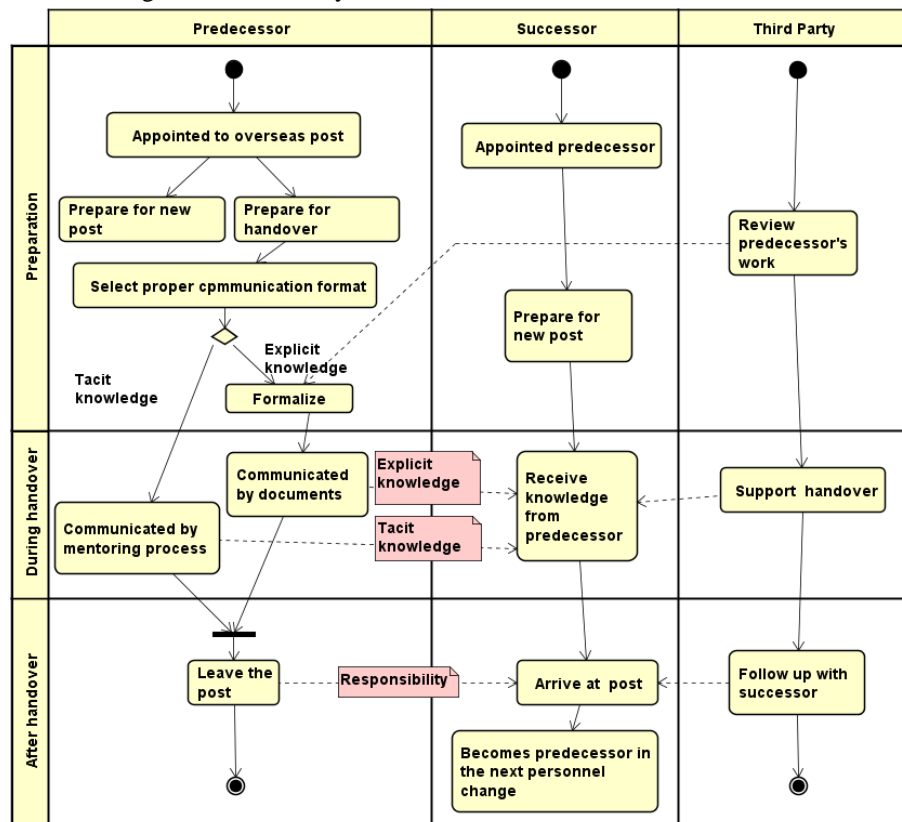 Predecessor
Successor
Third Party
Preparation
Appointed to overseas post
Prepare for new
post
Prepare for
handover
Select proper cpmmunication format
Explicit
knowledge
Tacit
knowledge
Formalize
Appointed predecessor
Prepare for
new post
Review
predecessor's
work
During handover
Communicated
by documents
Communicated by
mentoring process
Explicit
knowledge
Tacit
knowledge
Receive
knowledge
from
predecessor
Support handover
After handover
Leave the
post
Responsibility
Arrive at post
Becomes predecessor in
the next personnel
change
Follow up with
successor